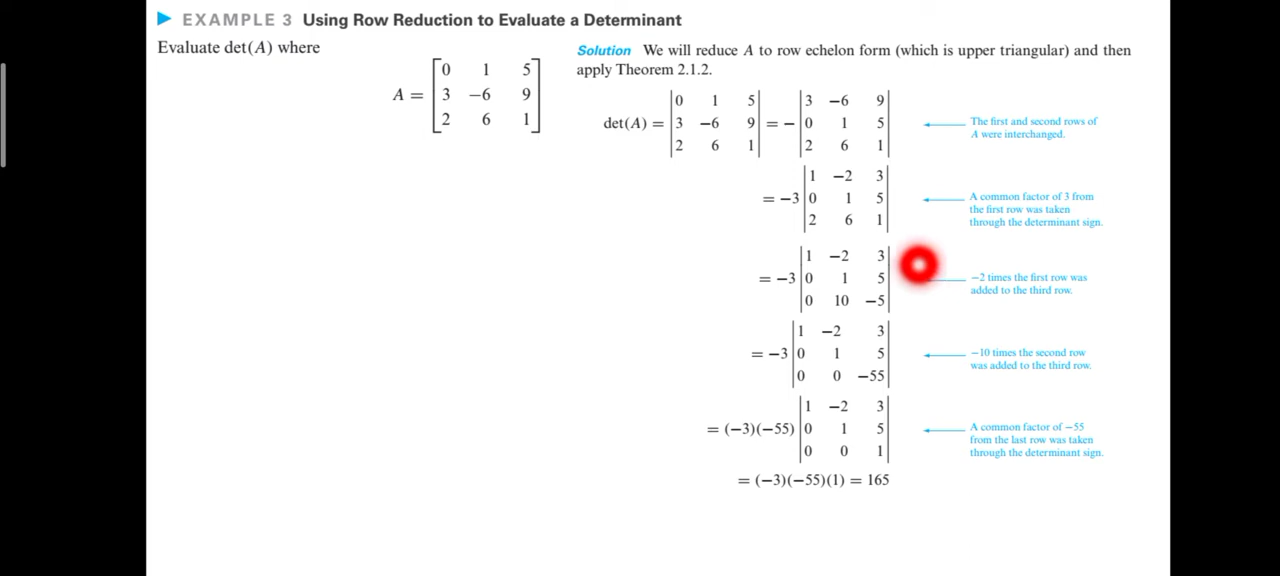 ▶ EXAMPLE 3 Using Row Reduction to Evaluate a Determinant
Evaluate det(A) where
A = [0 1 5
3 −6 9
2 6 1]
Solution We will reduce A to row echelon form (which is upper triangular) and then
apply Theorem 2.1.2.
det(A) = |0 1 5| = − |3 −6 9|
|3 −6 9| |0 1 5|
|2 6 1| |2 6 1|
The first and second rows of
A were interchanged.
= −3 |1 −2 3|
|0 1 5|
|2 6 1|
A common factor of 3 from
the first row was taken
through the determinant sign.
= −3 |1 −2 3|
|0 1 5|
|0 10 −5|
−2 times the first row was
added to the third row.
= −3 |1 −2 3|
|0 1 5|
|0 0 −55|
−10 times the second row
was added to the third row.
= (−3)(−55) |1 −2 3|
|0 1 5|
|0 0 1|
A common factor of −55
from the last row was taken
through the determinant sign.
= (−3)(−55)(1) = 165